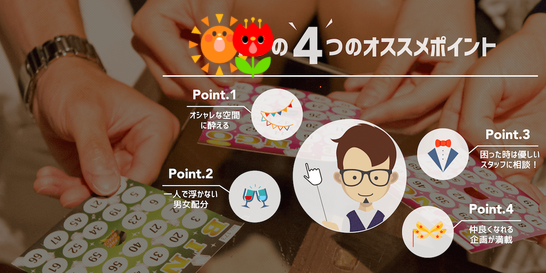 の4つのオススメポイント
Point.1
オシャレな空間
に酔える
Point.2
一人で浮かない
男女配分
Point.3
困った時は優しい
スタッフに相談！
Point.4
仲良くなれる
企画が満載